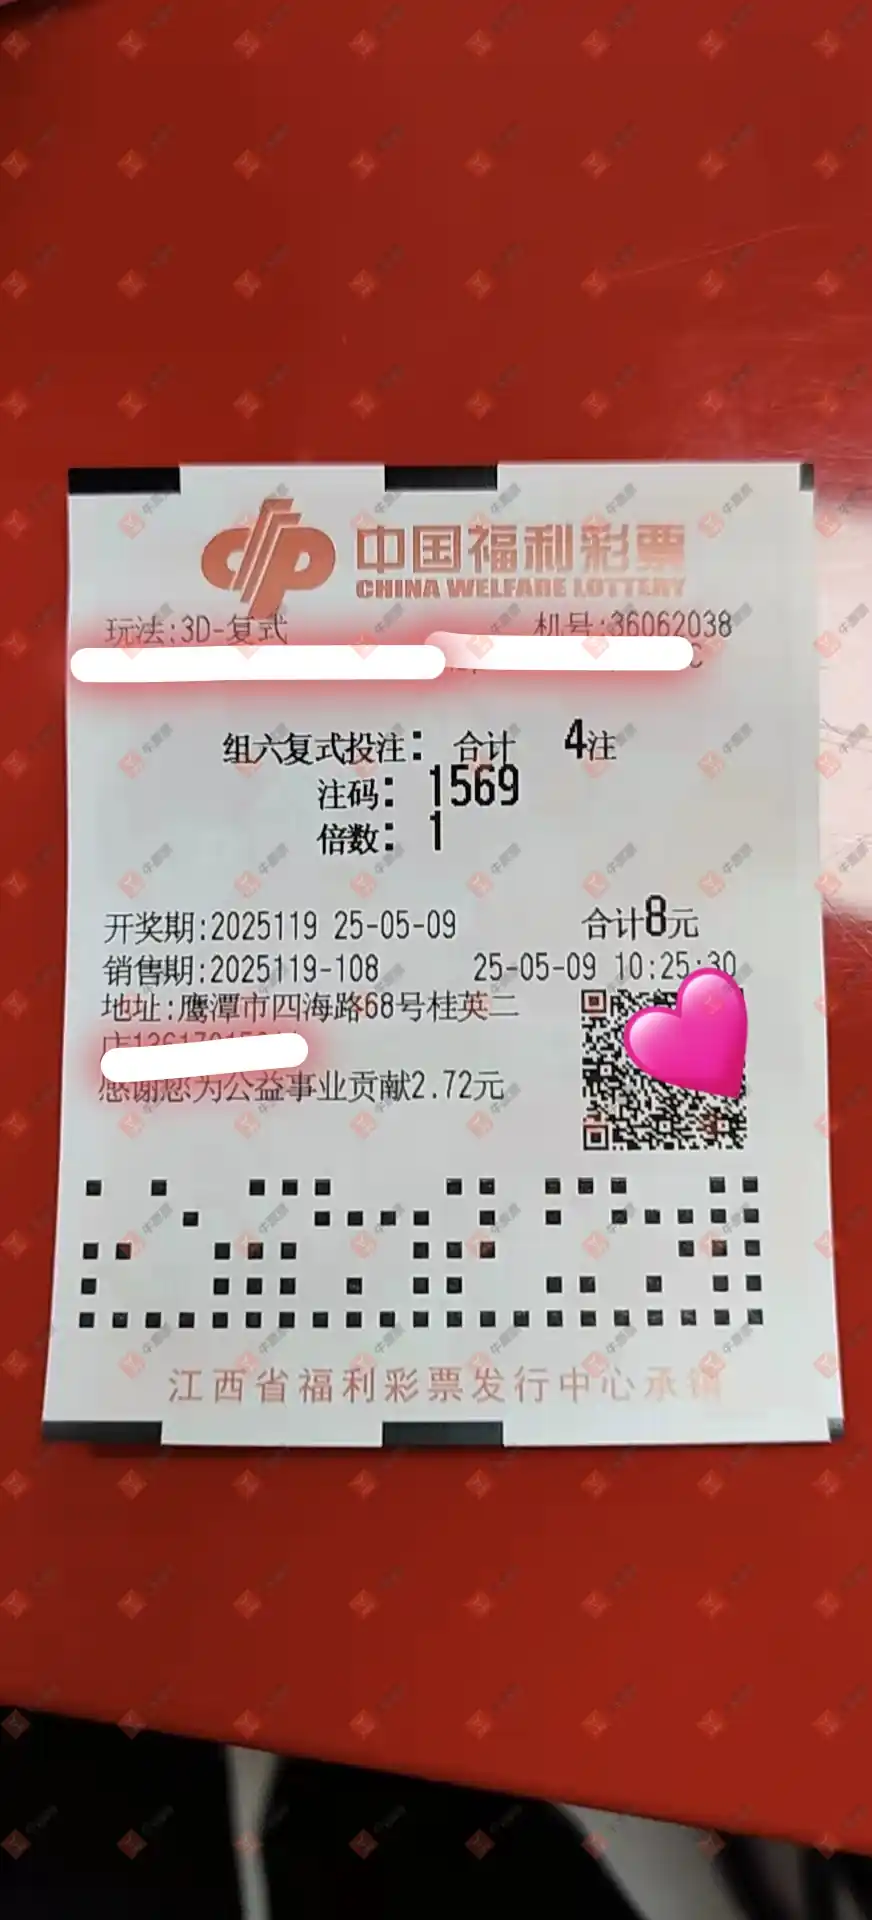 中国福利彩票
CHINA WELFARE LOTTERY
玩法:3D-复式 机号:36062038
C
组六复式投注: 合计 4注
注码: 1569
倍数: 1
开奖期:2025119 25-05-09 合计8元
销售期:2025119-108 25-05-09 10:25:30
地址:鹰潭市四海路68号桂英二
感谢您为公益事业贡献2.72元
江西省福利彩票发行中心承销